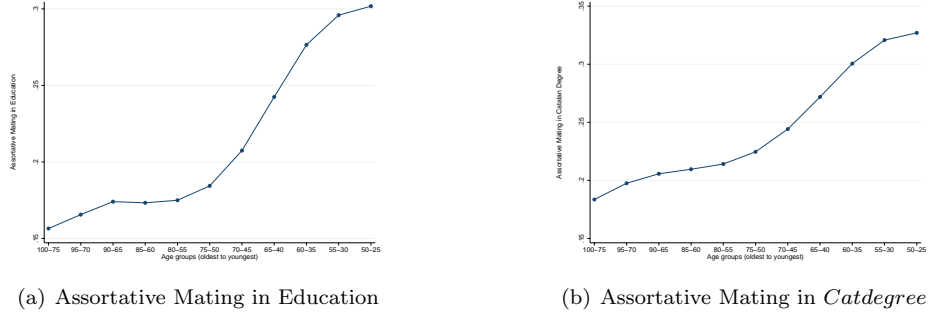 .3
.25
.2
.15
Assortative Mating in Education
100–75 95–70 90–65 85–60 80–55 75–50 70–45 65–40 60–35 55–30 50–25
Age groups (oldest to youngest)
(a) Assortative Mating in Education
.35
.3
.25
.2
.15
Assortative Mating in Catalan Degree
100–75 95–70 90–65 85–60 80–55 75–50 70–45 65–40 60–35 55–30 50–25
Age groups (oldest to youngest)
(b) Assortative Mating in Catdegree